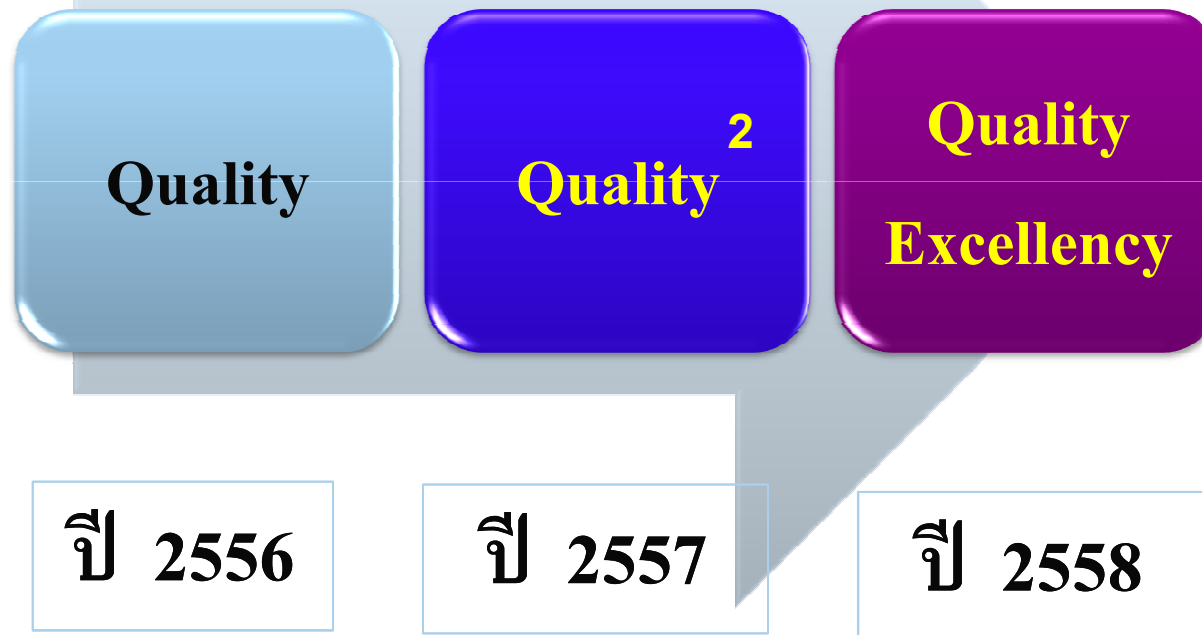 Quality
Quality 2
Quality
Excellency
ปี 2556
ปี 2557
ปี 2558